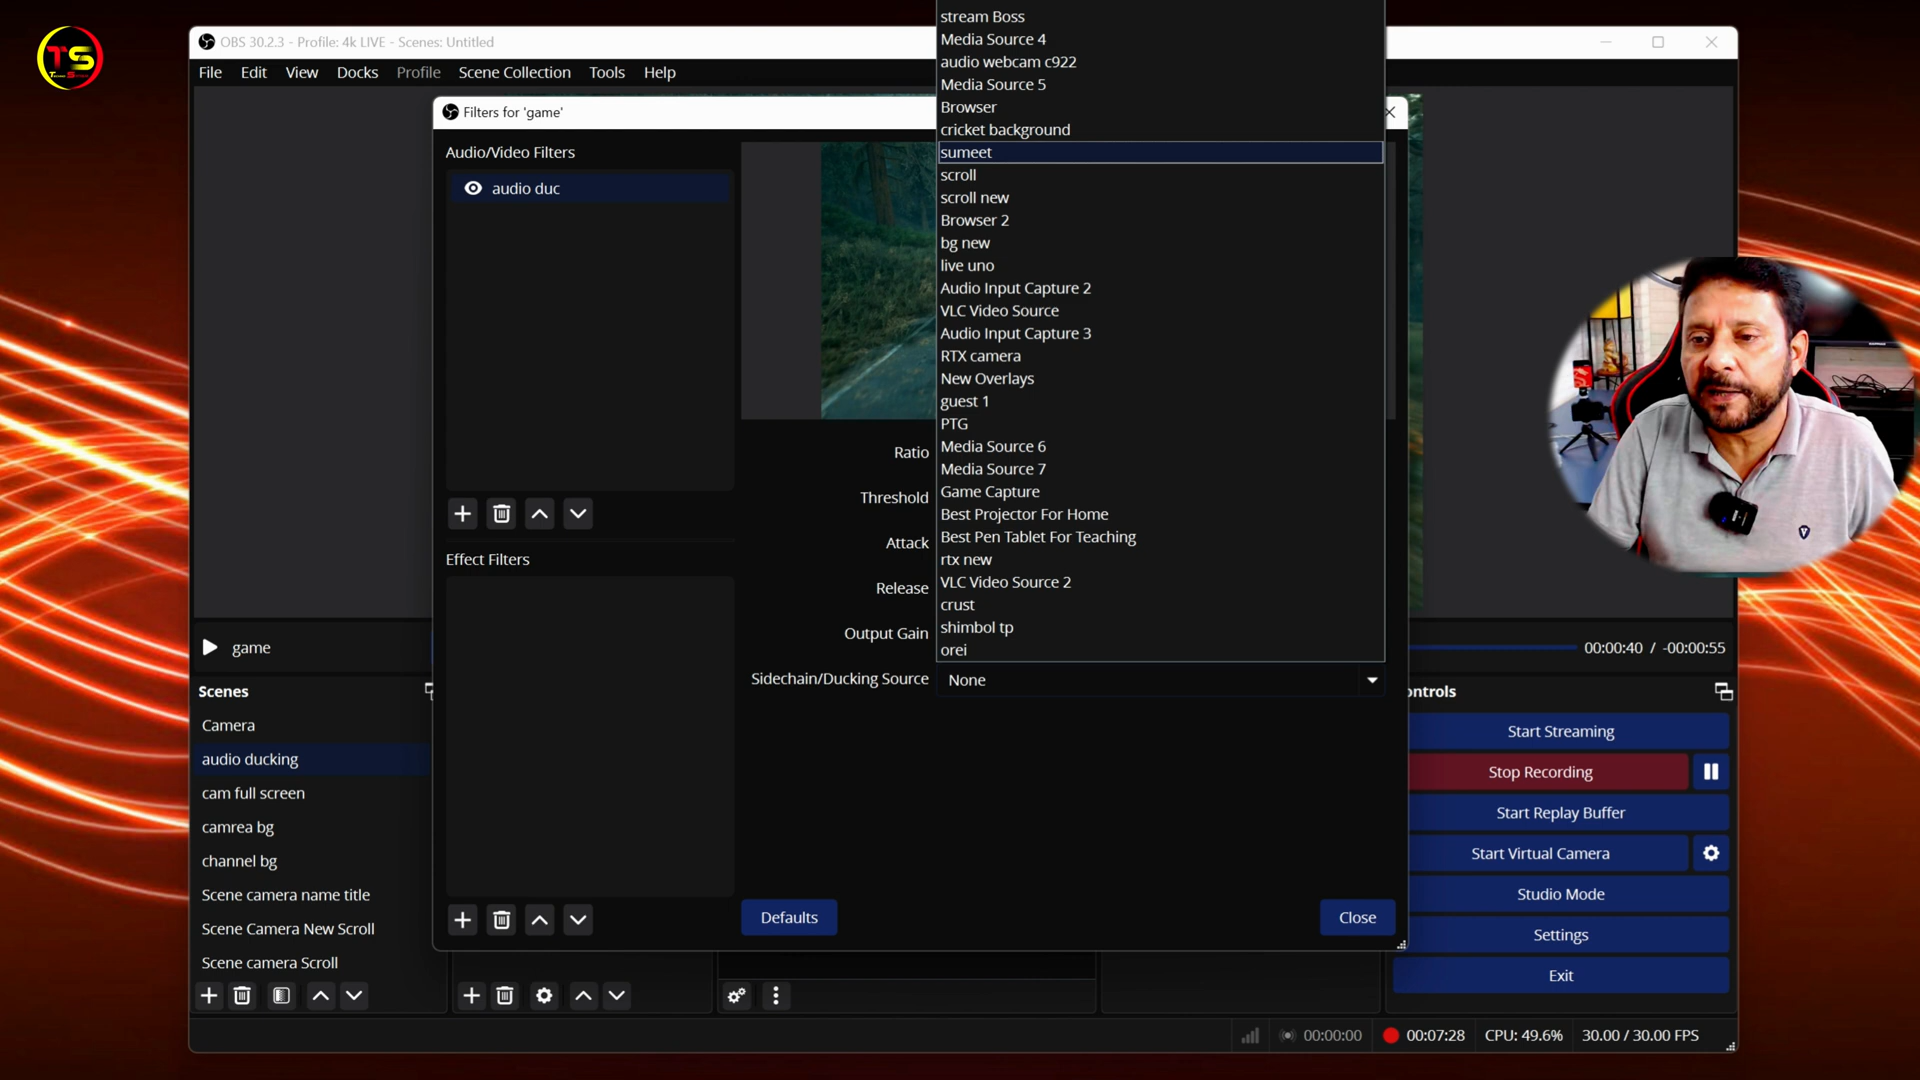 TS
OBS 30.2.3 - Profile: 4k LIVE - Scenes: Untitled
File Edit View Docks Profile Scene Collection Tools Help
Filters for 'game'
Audio/Video Filters
audio duc
Effect Filters
stream Boss
Media Source 4
audio webcam c922
Media Source 5
Browser
cricket background
sumeet
scroll
scroll new
Browser 2
bg new
live uno
Audio Input Capture 2
VLC Video Source
Audio Input Capture 3
RTX camera
New Overlays
guest 1
PTG
Media Source 6
Media Source 7
Game Capture
Best Projector For Home
Best Pen Tablet For Teaching
rtx new
VLC Video Source 2
crust
shimbol tp
orei
Ratio
Threshold
Attack
Release
Output Gain
Sidechain/Ducking Source None
Defaults Close
game
00:00:40 / -00:00:55
Scenes
Camera
audio ducking
cam full screen
camrea bg
channel bg
Scene camera name title
Scene Camera New Scroll
Scene camera Scroll
ontrols
Start Streaming
Stop Recording
Start Replay Buffer
Start Virtual Camera
Studio Mode
Settings
Exit
00:00:00 00:07:28 CPU: 49.6% 30.00 / 30.00 FPS